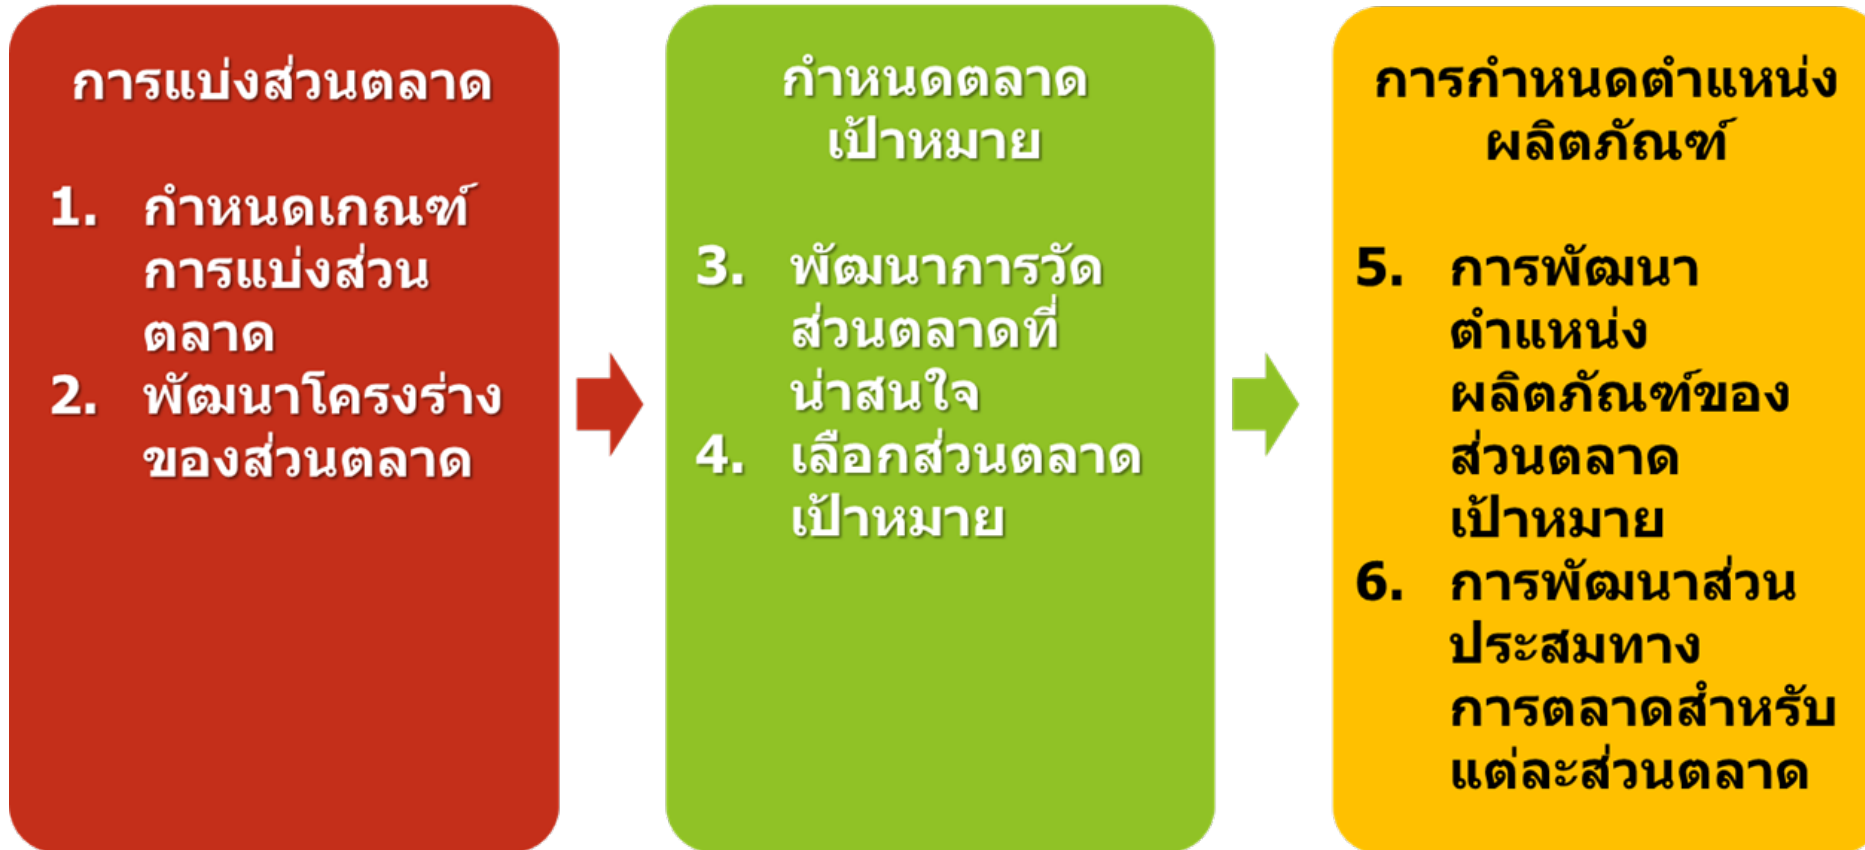 การแบ่งส่วนตลาด
1. กำหนดเกณฑ์
การแบ่งส่วน
ตลาด
2. พัฒนาโครงร่าง
ของส่วนตลาด
กำหนดตลาด
เป้าหมาย
3. พัฒนาการวัด
ส่วนตลาดที่
น่าสนใจ
4. เลือกส่วนตลาด
เป้าหมาย
การกำหนดตำแหน่ง
ผลิตภัณฑ์
5. การพัฒนา
ตำแหน่ง
ผลิตภัณฑ์ของ
ส่วนตลาด
เป้าหมาย
6. การพัฒนาส่วน
ประสมทาง
การตลาดสำหรับ
แต่ละส่วนตลาด